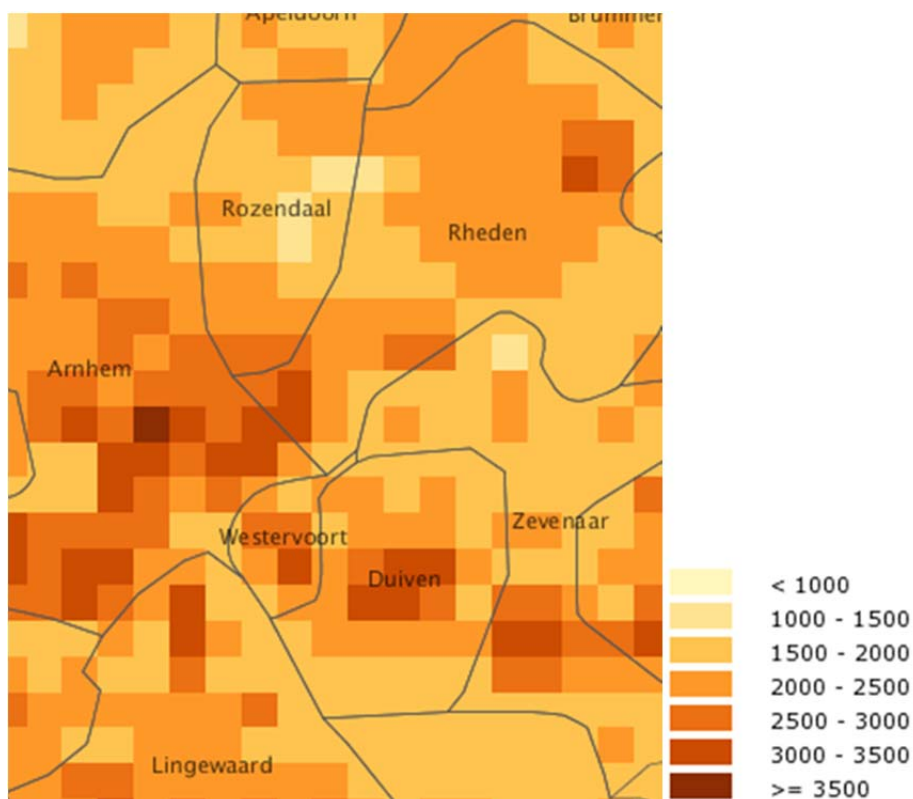 Apeldoorn
Brummen
Rozendaal
Rheden
Arnhem
Westervoort
Zevenaar
Duiven
Lingewaard
< 1000
1000 - 1500
1500 - 2000
2000 - 2500
2500 - 3000
3000 - 3500
>= 3500